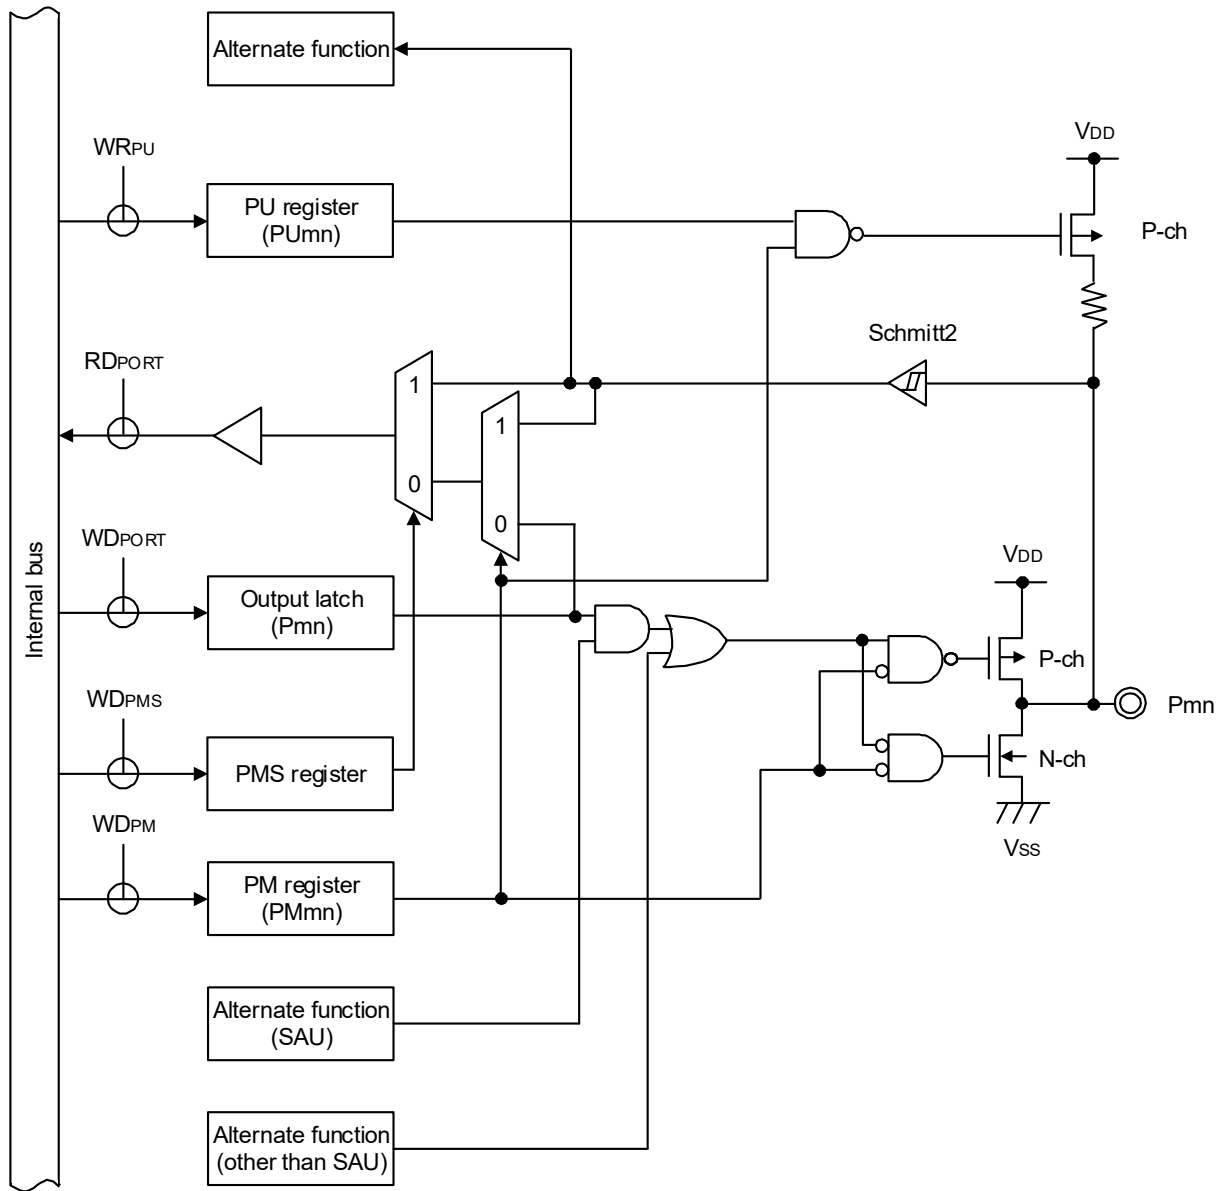 Alternate function
WRPU
PU register
(PUmn)
VDD
P-ch
Schmitt2
RDPORT
1
1
0
0
WDPORT
Output latch
(Pmn)
VDD
P-ch
Internal bus
WDPMS
Pmn
PMS register
N-ch
WDPM
VSS
PM register
(PMmn)
Alternate function
(SAU)
Alternate function
(other than SAU)